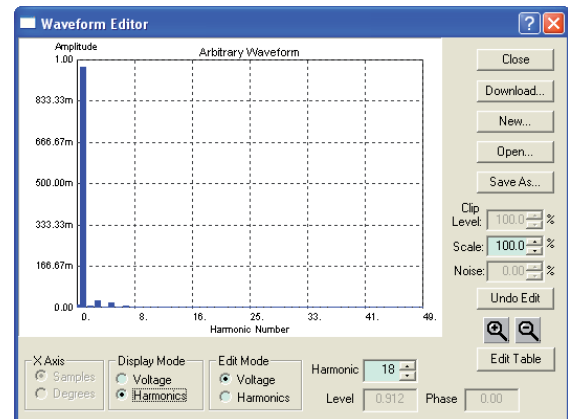 Waveform Editor
Amplitude
Arbitrary Waveform
1.00
833.33m
666.67m
500.00m
333.33m
166.67m
0.00
0. 8. 16. 25. 33. 41. 49.
Harmonic Number
Close
Download...
New...
Open...
Save As...
Clip
Level: 100.0 %
Scale: 100.0 %
Noise: 0.00 %
Undo Edit
Edit Table
X Axis
Samples
Degrees
Display Mode
Voltage
Harmonics
Edit Mode
Voltage
Harmonics
Harmonic 18
Level 0.912 Phase 0.00